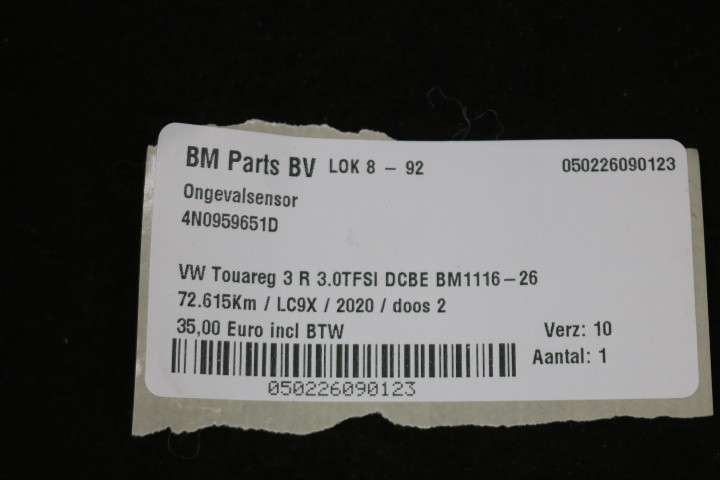 BM Parts BV LOK 8 - 92 050226090123
Ongevalsensor
4N0959651D
VW Touareg 3 R 3.0TFSI DCBE BM1116-26
72.615Km / LC9X / 2020 / doos 2
35,00 Euro incl BTW Verz: 10
Aantal: 1
050226090123